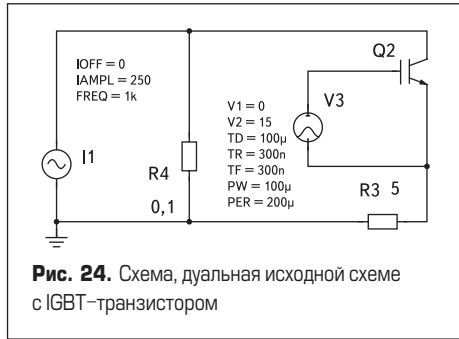 Q2
IOFF = 0
IAMPL = 250
FREQ = 1k
V3
V1 = 0
V2 = 15
TD = 100µ
TR = 300n
TF = 300n
PW = 100µ
PER = 200µ
I1
R4
0,1
R3 5
Рис. 24. Схема, дуальная исходной схеме
с IGBT-транзистором